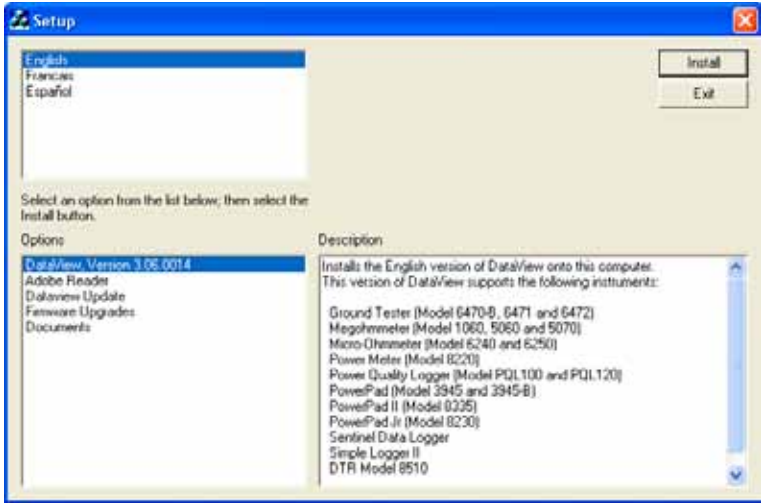 Setup
English
Francais
Español
Install
Exit
Select an option from the list below, then select the
Install button.
Options
DataView, Version 3.06.0014
Adobe Reader
Dataview Update
Firmware Upgrades
Documents
Description
Installs the English version of DataView onto this computer.
This version of DataView supports the following instruments:
Ground Tester (Model 6470-B, 6471 and 6472)
Megohmmeter (Model 1060, 5060 and 5070)
Micro-Ohmmeter (Model 6240 and 6250)
Power Meter (Model 8220)
Power Quality Logger (Model PQL100 and PQL120)
PowerPad (Model 3945 and 3945-B)
PowerPad II (Model 8335)
PowerPad Jr (Model 8230)
Sentinel Data Logger
Simple Logger II
DTR Model 8510